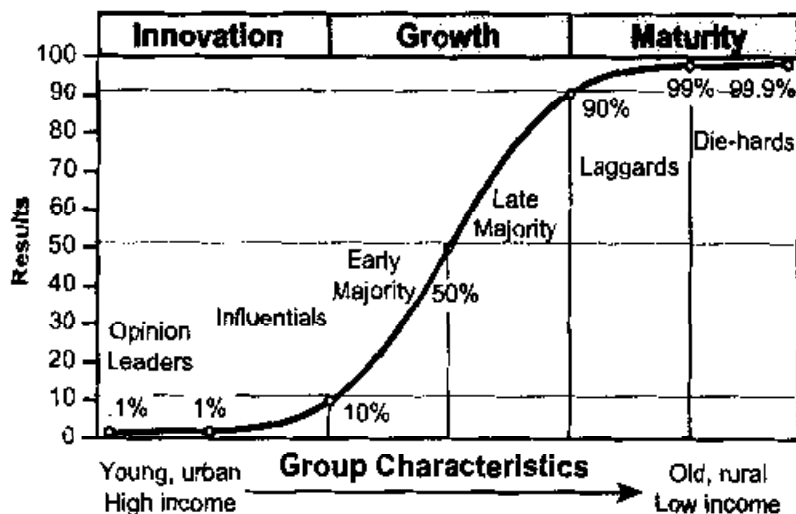 Innovation Growth Maturity
100
90
80
70
60
50
40
30
20
10
0
Results
.1%
1%
10%
50%
90%
99%
99.9%
Opinion
Leaders
Influentials
Early
Majority
Late
Majority
Laggards
Die-hards
Young, urban
High income
Group Characteristics
Old, rural
Low income